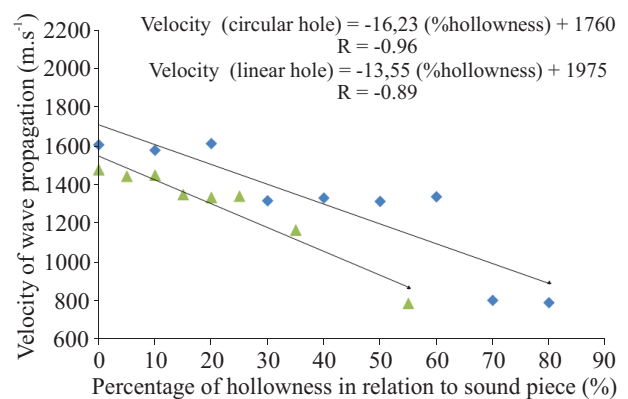 Velocity (circular hole) = -16,23 (%hollowness) + 1760
R = -0.96
Velocity (linear hole) = -13,55 (%hollowness) + 1975
R = -0.89
Velocity of wave propagation (m.s⁻¹)
2200
2000
1800
1600
1400
1200
1000
800
600
0 10 20 30 40 50 60 70 80 90
Percentage of hollowness in relation to sound piece (%)